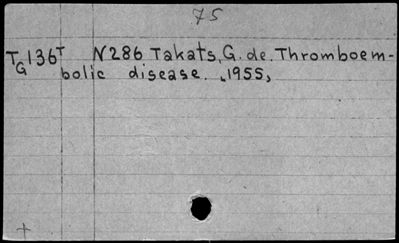 75
TG136T N286 Takats, G. de. Thromboem-
bolic disease. ,1955,
+